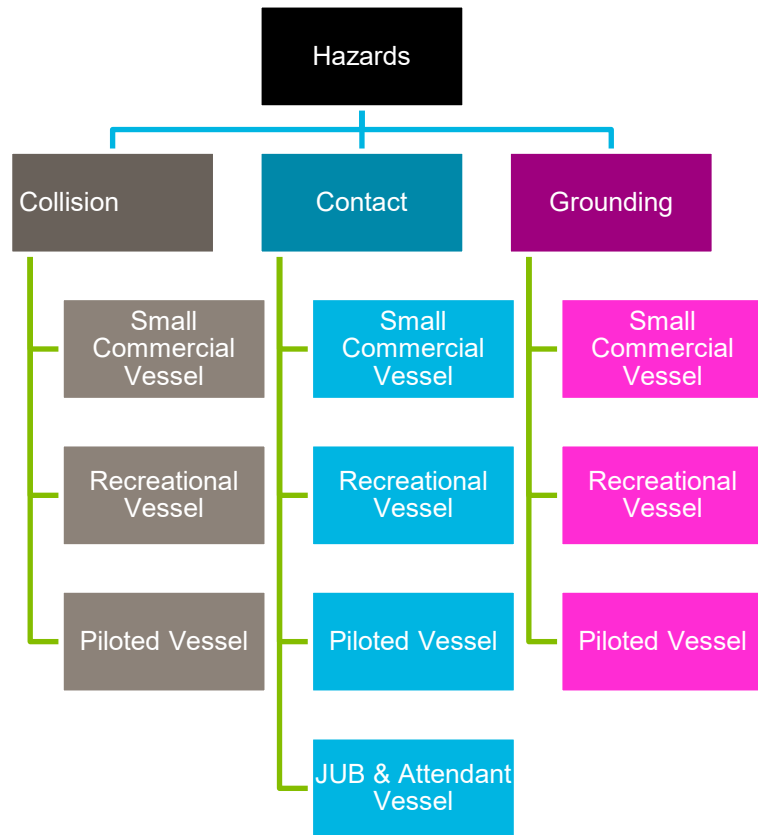 Hazards
Collision
Contact
Grounding
Small
Commercial
Vessel
Small
Commercial
Vessel
Small
Commercial
Vessel
Recreational
Vessel
Recreational
Vessel
Recreational
Vessel
Piloted Vessel
Piloted Vessel
Piloted Vessel
JUB & Attendant
Vessel